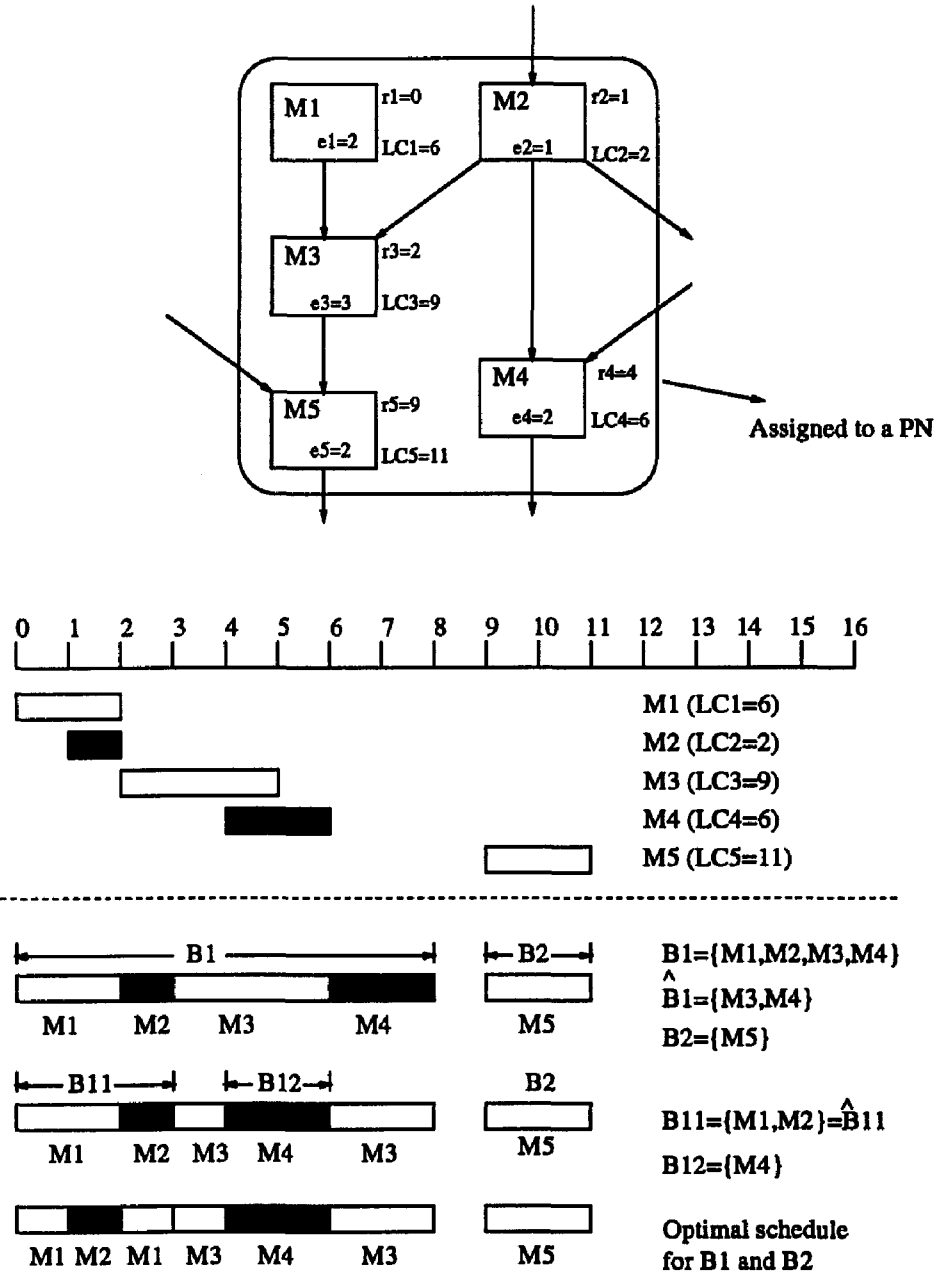 M1 r1=0 M2 r2=1
e1=2 LC1=6 e2=1 LC2=2
M3 r3=2
e3=3 LC3=9
M4 r4=4
M5 r5=9 e4=2 LC4=6
e5=2 LC5=11
Assigned to a PN
0 1 2 3 4 5 6 7 8 9 10 11 12 13 14 15 16
M1 (LC1=6)
M2 (LC2=2)
M3 (LC3=9)
M4 (LC4=6)
M5 (LC5=11)
B1 B2 B1={M1,M2,M3,M4}
B̂1={M3,M4}
M1 M2 M3 M4 M5
B2={M5}
B11 B12 B2
B11={M1,M2}=B̂11
M1 M2 M3 M4 M3 M5
B12={M4}
Optimal schedule
M1 M2 M1 M3 M4 M3 M5 for B1 and B2